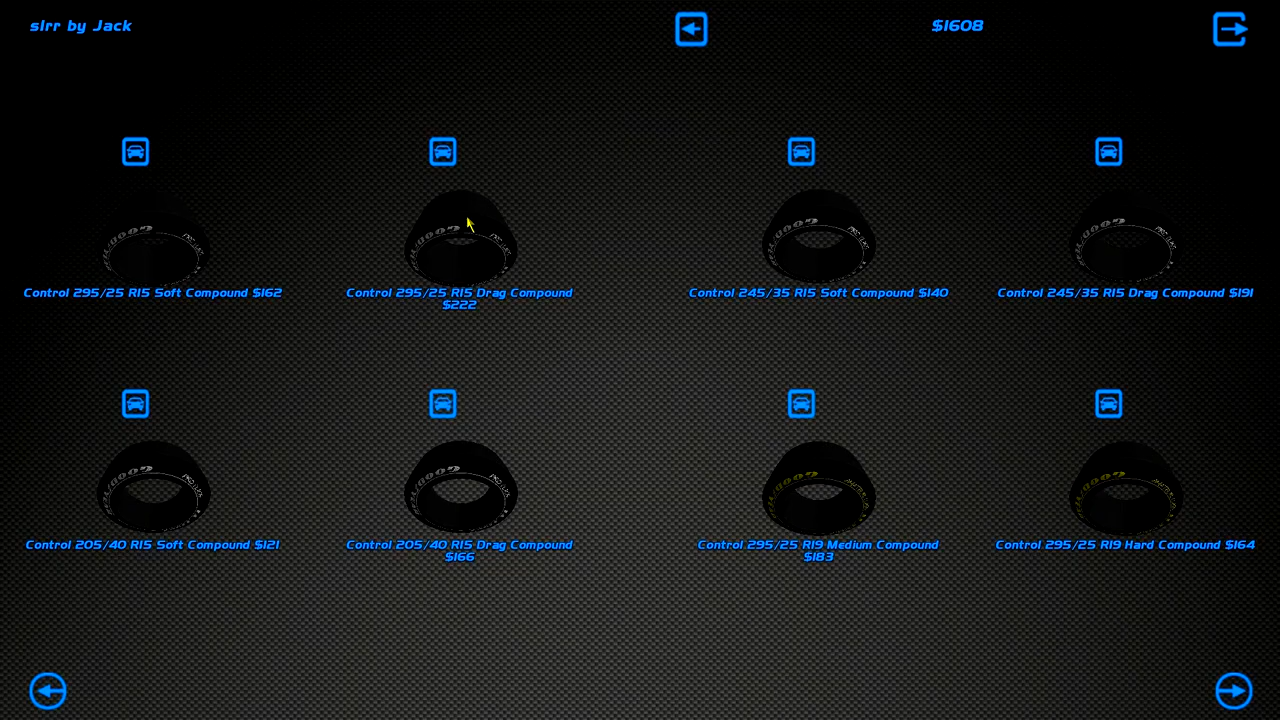 slrr by Jack
$1608
Control 295/25 R15 Soft Compound $162
Control 295/25 R15 Drag Compound
$222
Control 245/35 R15 Soft Compound $140
Control 245/35 R15 Drag Compound $191
Control 205/40 R15 Soft Compound $121
Control 205/40 R15 Drag Compound
$166
Control 295/25 R19 Medium Compound
$183
Control 295/25 R19 Hard Compound $164